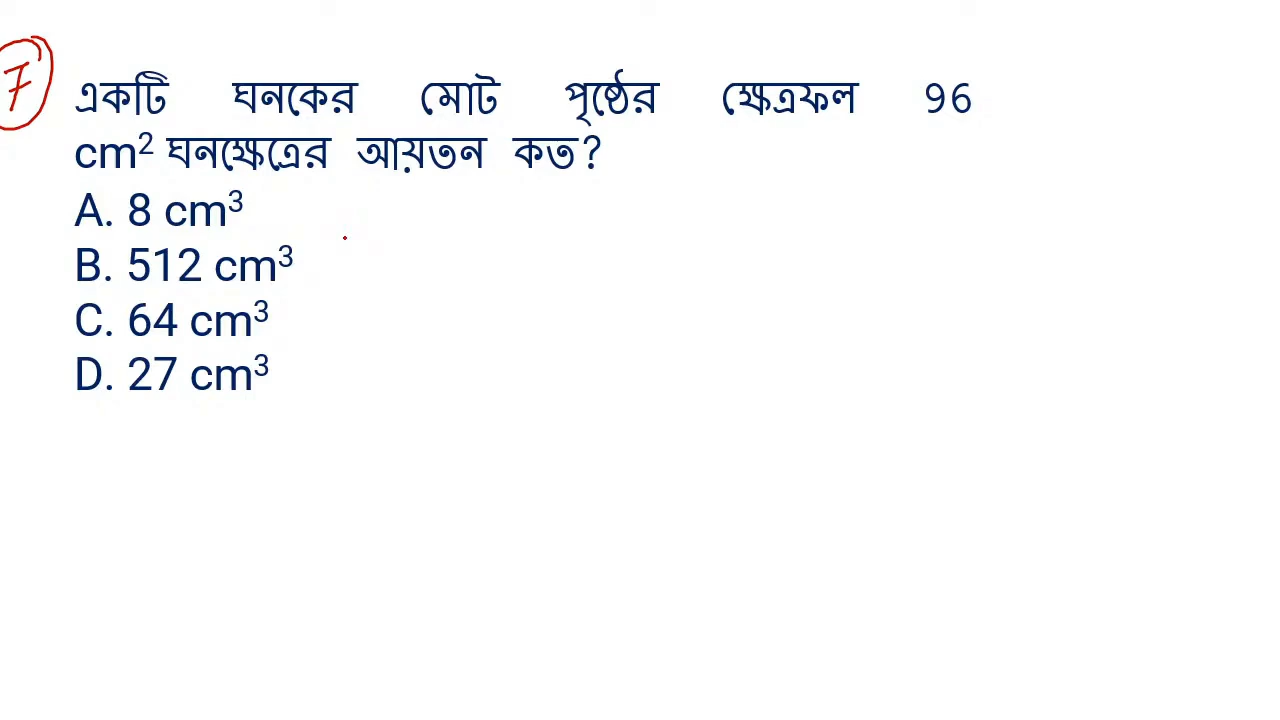 7
একটি ঘনকের মোট পৃষ্ঠের ক্ষেত্রফল 96
cm² ঘনক্ষেত্রের আয়তন কত?
A. 8 cm³
B. 512 cm³
C. 64 cm³
D. 27 cm³